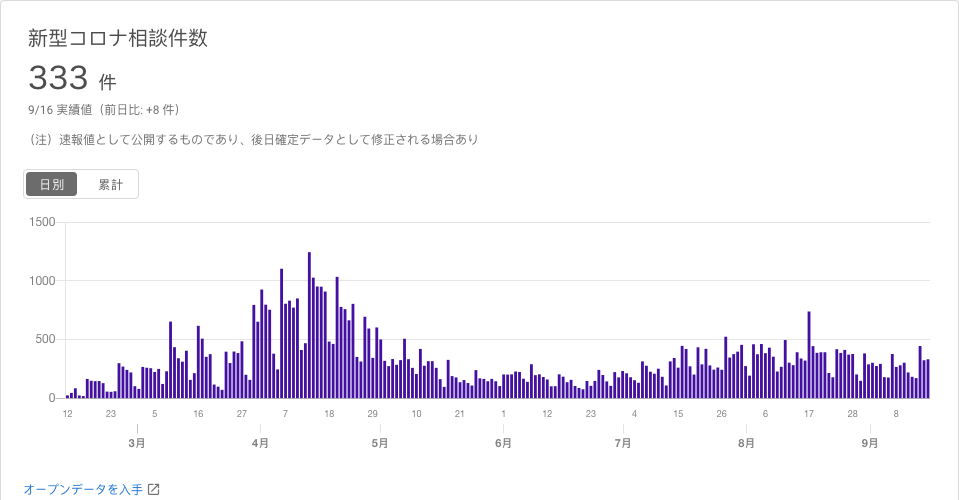 新型コロナ相談件数
333 件
9/16 実績値（前日比: +8 件）
（注）速報値として公開するものであり、後日確定データとして修正される場合あり
日別 累計
1500
1000
500
0
12 23 5 16 27 7 18 29 10 21 1 12 23 4 15 26 6 17 28 8
3月 4月 5月 6月 7月 8月 9月
オープンデータを入手